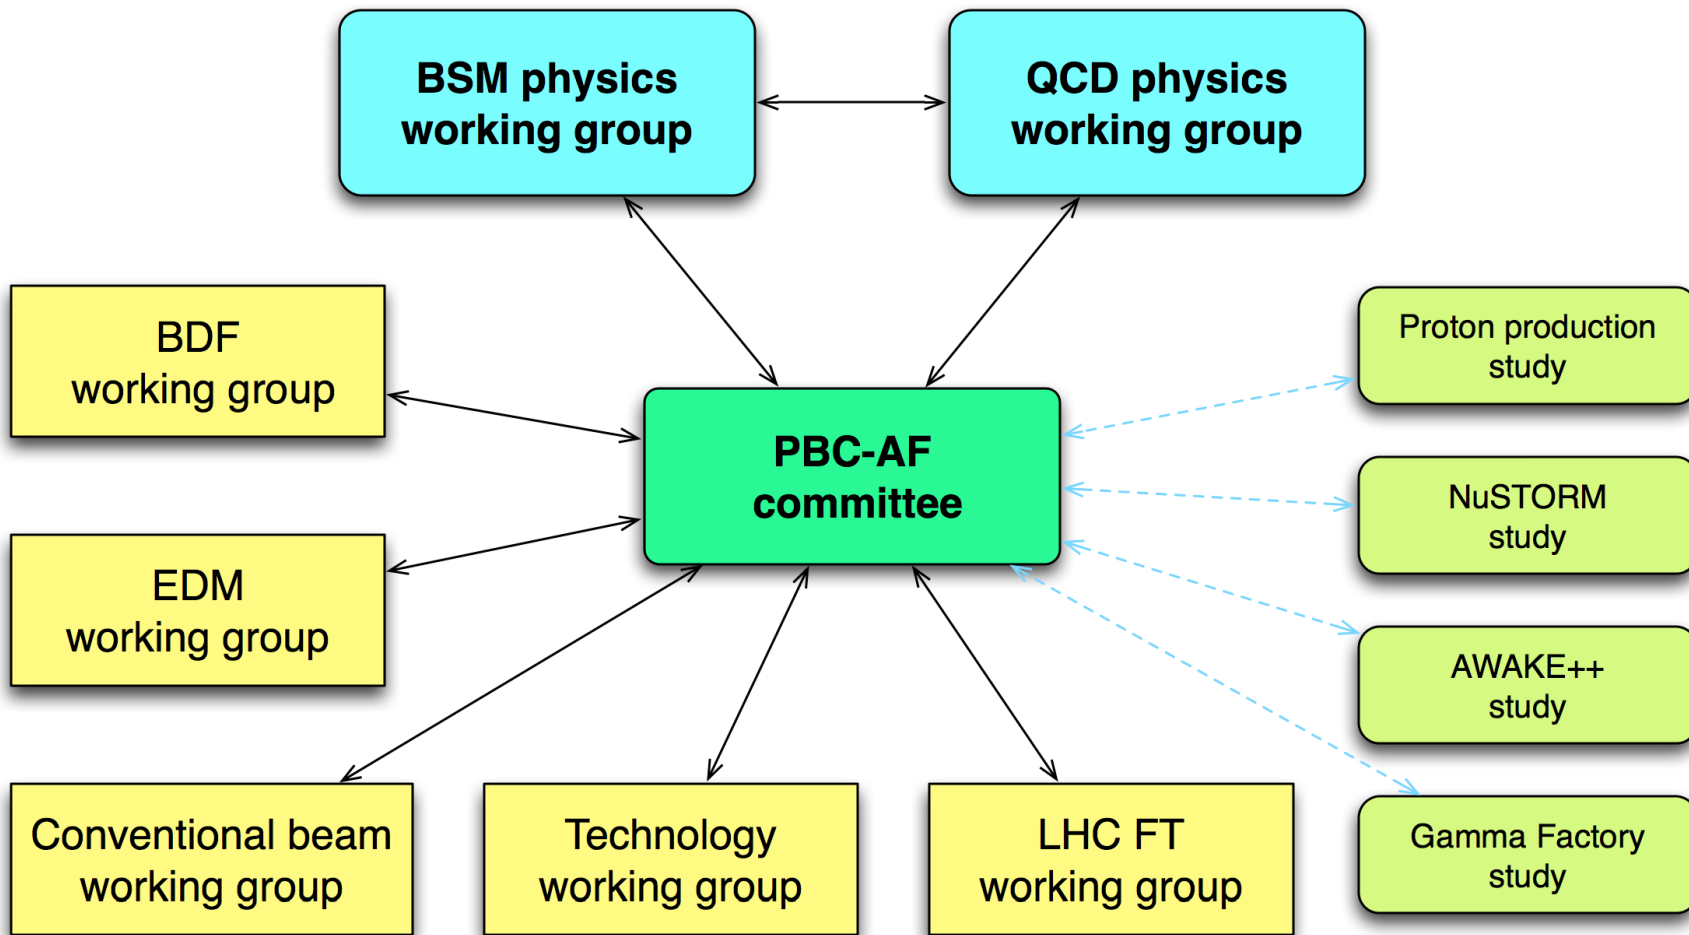 BSM physics
working group
QCD physics
working group
BDF
working group
Proton production
study
PBC-AF
committee
NuSTORM
study
EDM
working group
AWAKE++
study
Conventional beam
working group
Technology
working group
LHC FT
working group
Gamma Factory
study